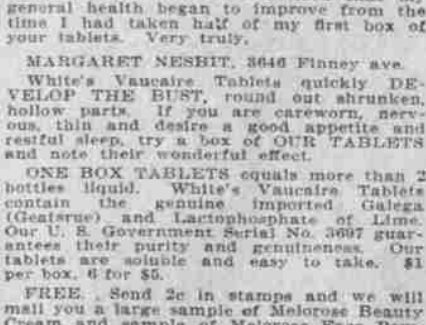 general health began to improve from the
time I had taken half of my first box of
your tablets. Very truly,
MARGARET NESBIT, 3646 Finney ave.
White's Vaucaire Tablets quickly DE-
VELOP THE BUST, round out shrunken,
hollow parts. If you are careworn, nerv-
ous, thin and desire a good appetite and
restful sleep, try a box of OUR TABLETS
and note their wonderful effect.
ONE BOX TABLETS equals more than 2
bottles liquid. White's Vaucaire Tablets
contain the genuine imported Galega
(Geatsrue) and Lactophosphate of Lime.
Our U. S. Government Serial No. 3697 guar-
antees their purity and genuineness. Our
tablets are soluble and easy to take. $1
per box, 6 for $5.
FREE. Send 2c in stamps and we will
mail you a large sample of Melorose Beauty
Cream and sample of Melorose